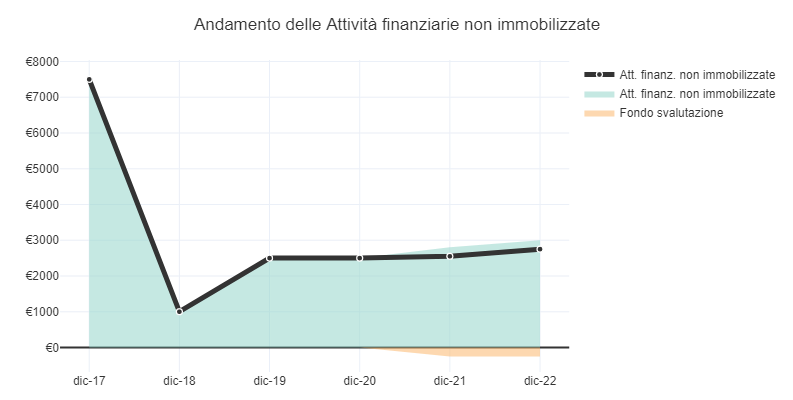 Andamento delle Attività finanziarie non immobilizzate
€8000
€7000
€6000
€5000
€4000
€3000
€2000
€1000
€0
dic-17
dic-18
dic-19
dic-20
dic-21
dic-22
Att. finanz. non immobilizzate
Att. finanz. non immobilizzate
Fondo svalutazione